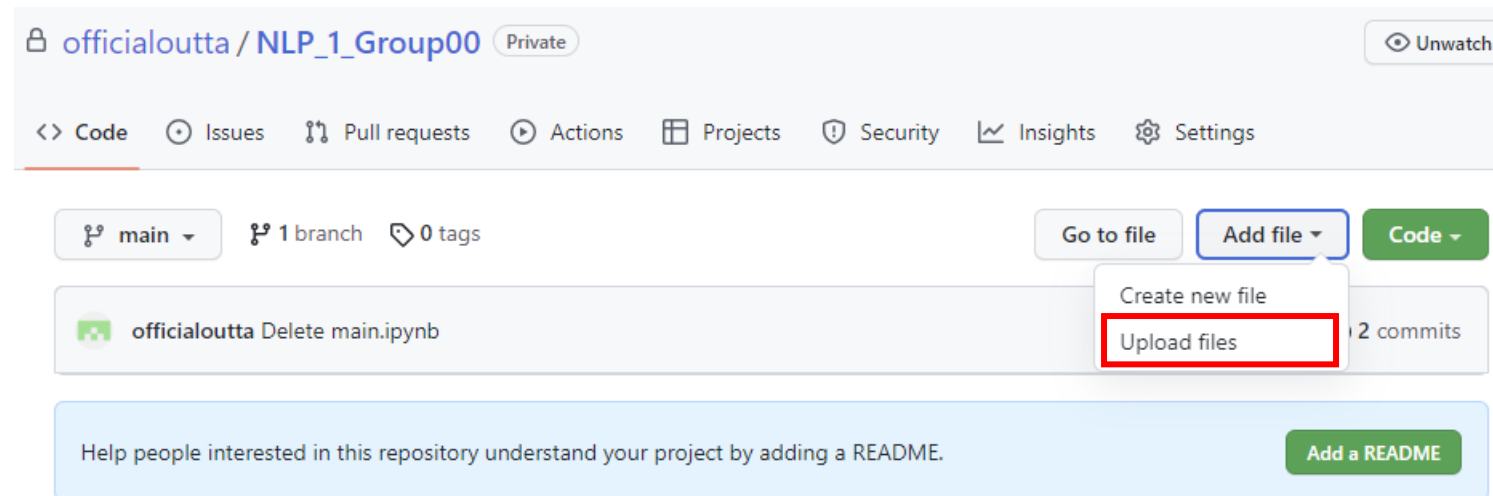 officialoutta / NLP_1_Group00 Private Unwatch
<> Code Issues Pull requests Actions Projects Security Insights Settings
main 1 branch 0 tags Go to file Add file Code
Create new file
officialoutta Delete main.ipynb 2 commits
Upload files
Help people interested in this repository understand your project by adding a README. Add a README